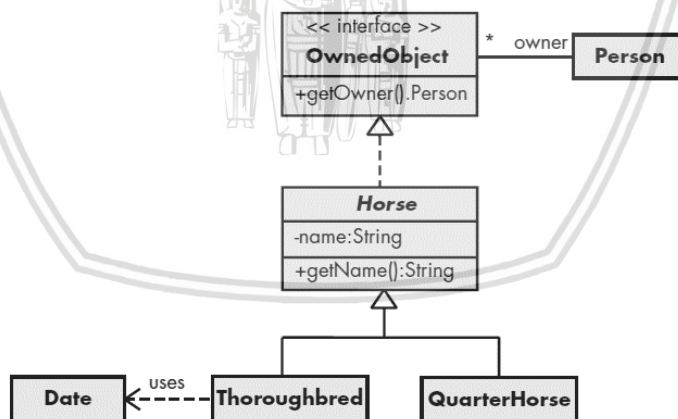 << interface >>
OwnedObject
* owner
Person
+getOwner().Person
Horse
-name:String
+getName():String
uses
Date
Thoroughbred
QuarterHorse